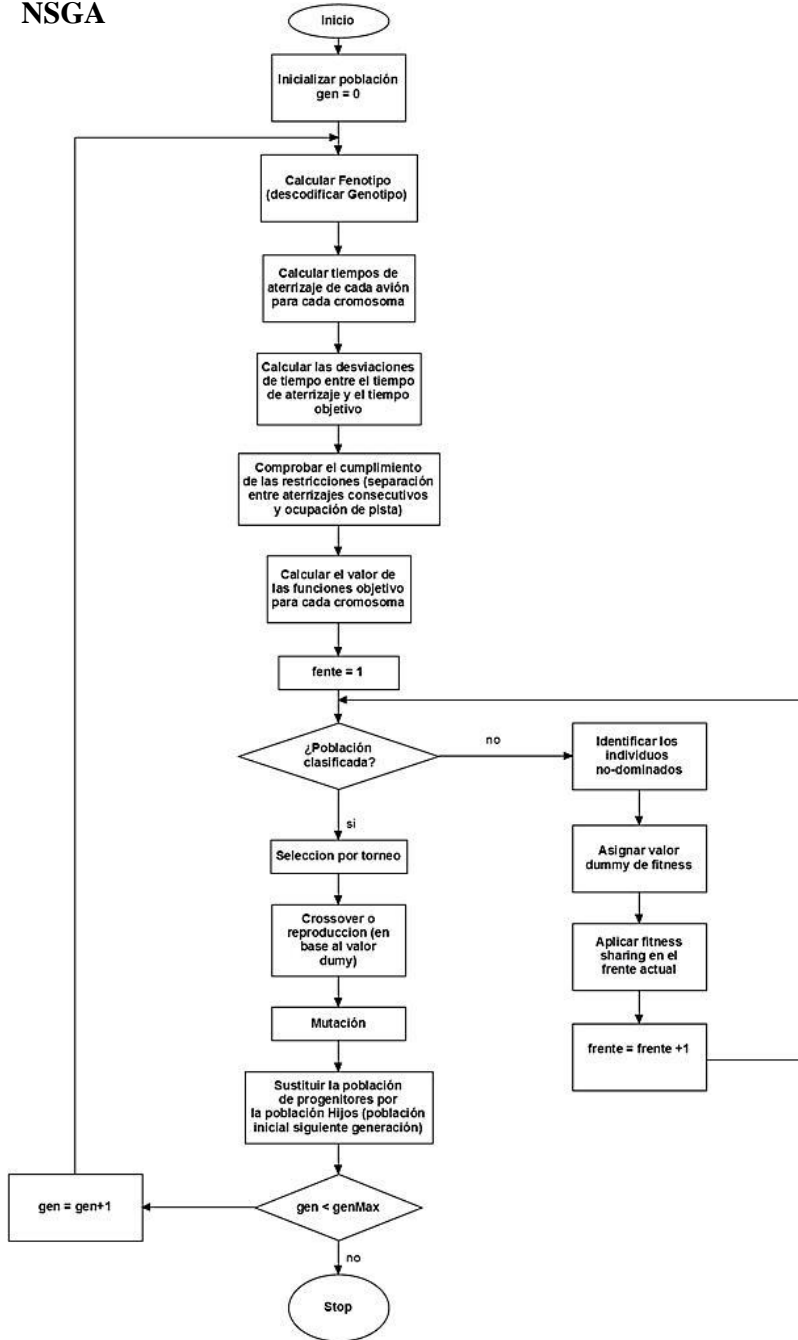 NSGA
Inicio
Inicializar población
gen = 0
Calcular Fenotipo
(descodificar Genotipo)
Calcular tiempos de
aterrizaje de cada avión
para cada cromosoma
Calcular las desviaciones
de tiempo entre el tiempo
de aterrizaje y el tiempo
objetivo
Comprobar el cumplimiento
de las restricciones (separación
entre aterrizajes consecutivos
y ocupación de pista)
Calcular el valor de
las funciones objetivo
para cada cromosoma
fente = 1
¿Población
clasificada?
no
Identificar los
individuos
no-dominados
Asignar valor
dummy de fitness
Aplicar fitness
sharing en el
frente actual
frente = frente +1
si
Seleccion por torneo
Crossover o
reproduccion (en
base al valor
dumy)
Mutación
Sustituir la población
de progenitores por
la población Hijos (población
inicial siguiente generación)
gen < genMax
gen = gen+1
no
Stop